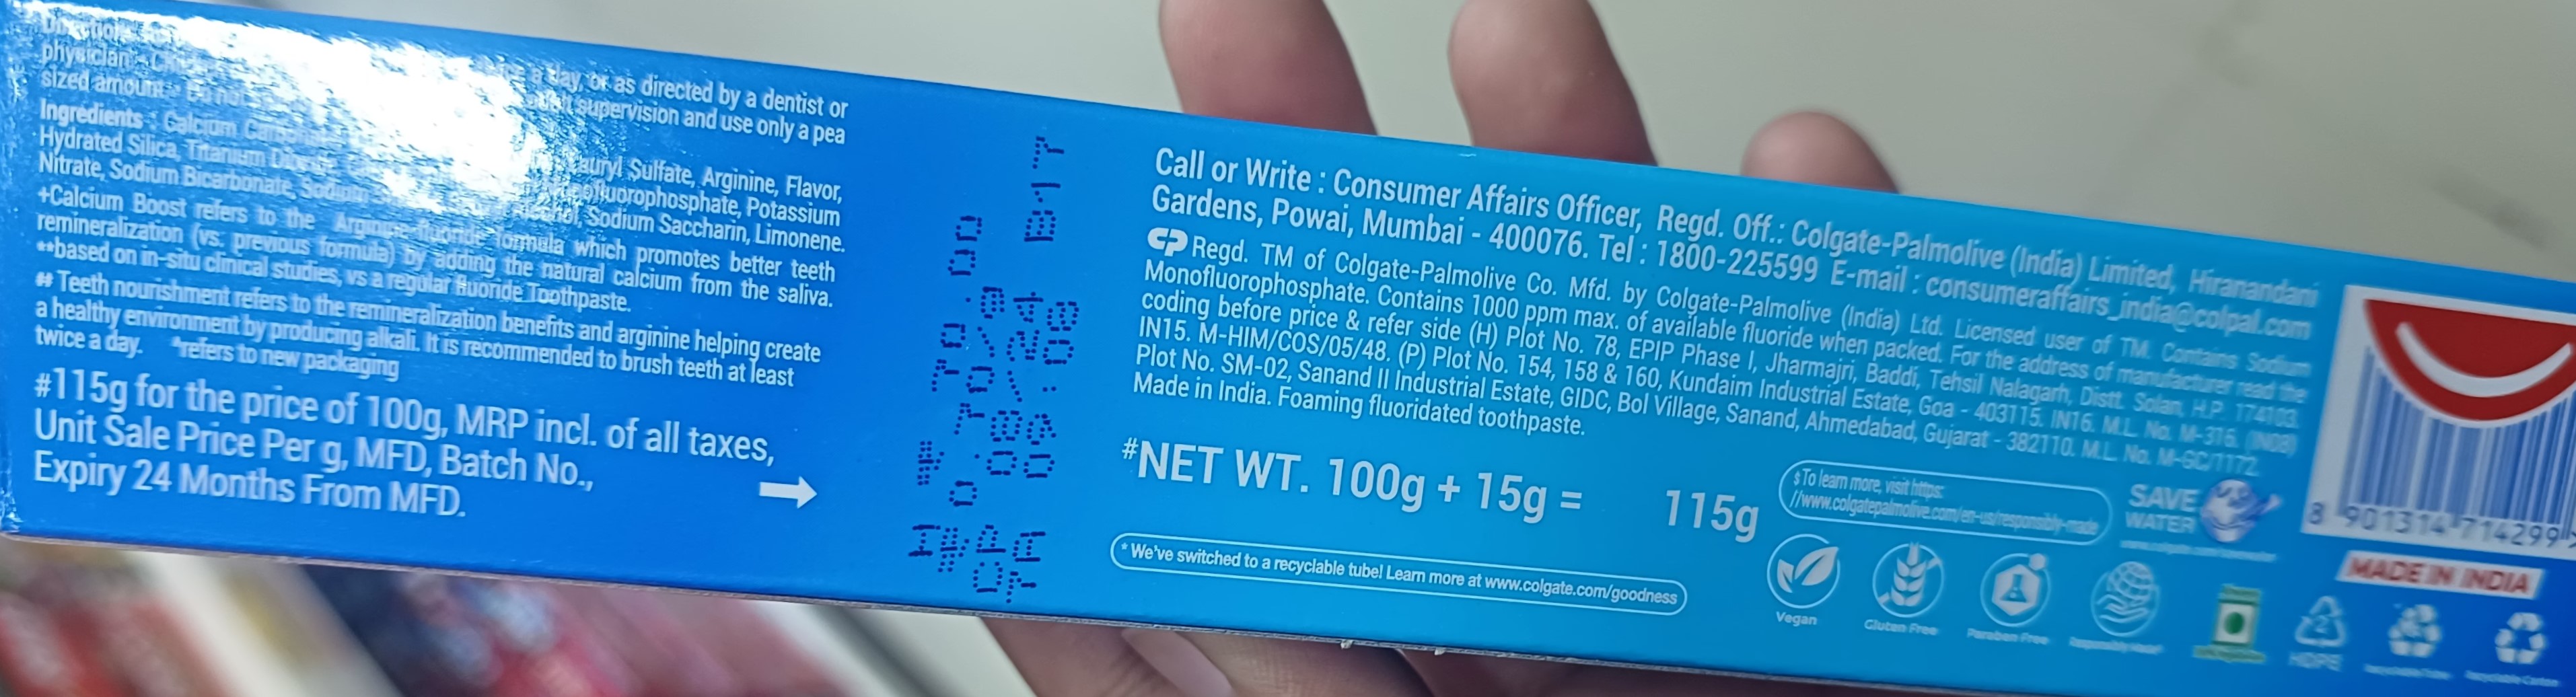 physician
a day, or as directed by a dentist or
supervision and use only a pea
sized amount
Ingredients : Calcium
Lauryl Sulfate, Arginine, Flavor,
Hydrated Silica, Titanium
Potassium
Nitrate, Sodium Bicarbonate, Sodium
Sodium Saccharin, Limonene.
+Calcium Boost refers to the Arginine-fluoride formula which promotes better teeth
remineralization (vs. previous formula) by adding the natural calcium from the saliva.
**based on in-situ clinical studies, vs a regular fluoride Toothpaste.
## Teeth nourishment refers to the remineralization benefits and arginine helping create
a healthy environment by producing alkali. It is recommended to brush teeth at least
twice a day. *refers to new packaging
#115g for the price of 100g, MRP incl. of all taxes,
Unit Sale Price Per g, MFD, Batch No.,
Expiry 24 Months From MFD.
Call or Write : Consumer Affairs Officer, Regd. Off.: Colgate-Palmolive (India) Limited, Hiranandani
Gardens, Powai, Mumbai - 400076. Tel : 1800-225599 E-mail : consumeraffairs_india@colpal.com
CP Regd. TM of Colgate-Palmolive Co. Mfd. by Colgate-Palmolive (India) Ltd. Licensed user of TM. Contains Sodium
Monofluorophosphate. Contains 1000 ppm max. of available fluoride when packed. For the address of manufacturer read the
coding before price & refer side (H) Plot No. 78, EPIP Phase I, Jharmajri, Baddi, Tehsil Nalagarh, Distt. Solan, H.P. 174103.
IN15. M-HIM/COS/05/48. (P) Plot No. 154, 158 & 160, Kundaim Industrial Estate, Goa - 403115. IN16. M.L. No. M-316. (IN08)
Plot No. SM-02, Sanand II Industrial Estate, GIDC, Bol Village, Sanand, Ahmedabad, Gujarat - 382110. M.L. No. M-GC/1172.
Made in India. Foaming fluoridated toothpaste.
#NET WT. 100g + 15g = 115g
$ To learn more, visit https:
//www.colgatepalmolive.com/en-us/responsibly-made
SAVE
WATER
* We've switched to a recyclable tube! Learn more at www.colgate.com/goodness
Vegan
Gluten Free
Paraben Free
8 901314 714299
MADE IN INDIA
2
HDPE